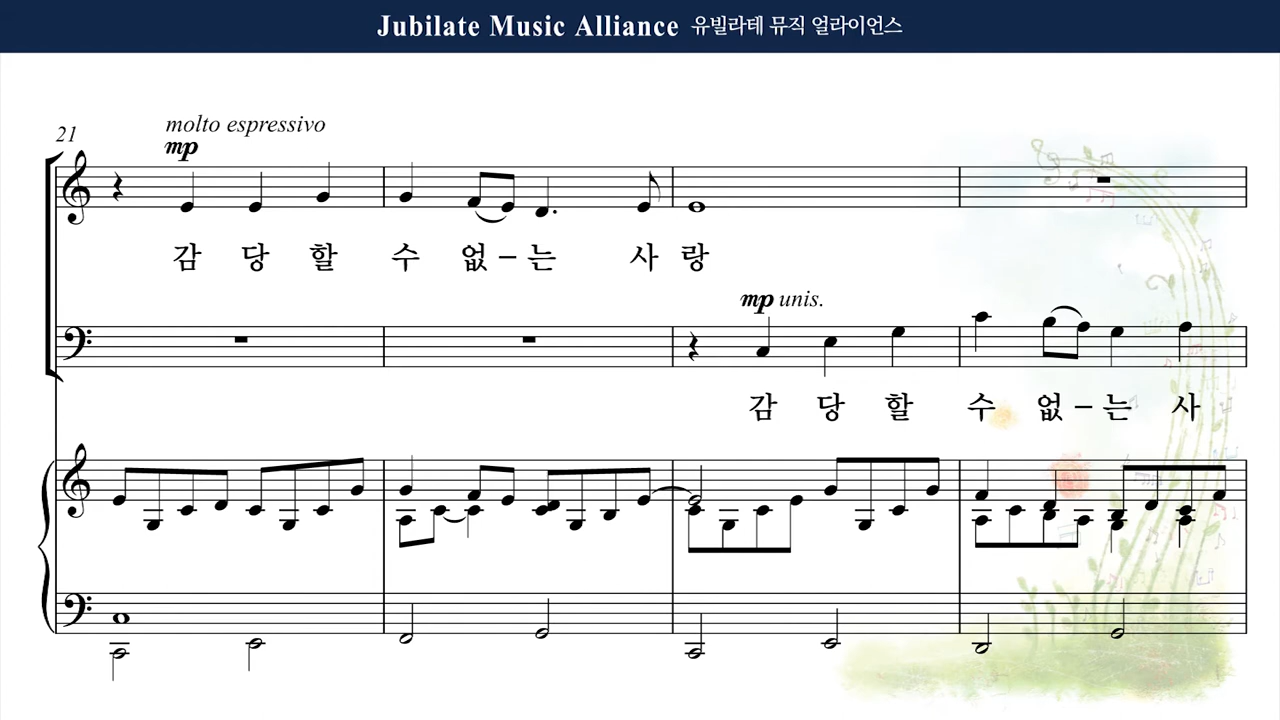 Jubilate Music Alliance 유빌라테 뮤직 얼라이언스
21
molto espressivo
mp
감 당 할 수 없 – 는 사 랑
mp unis.
감 당 할 수 없 – 는 사